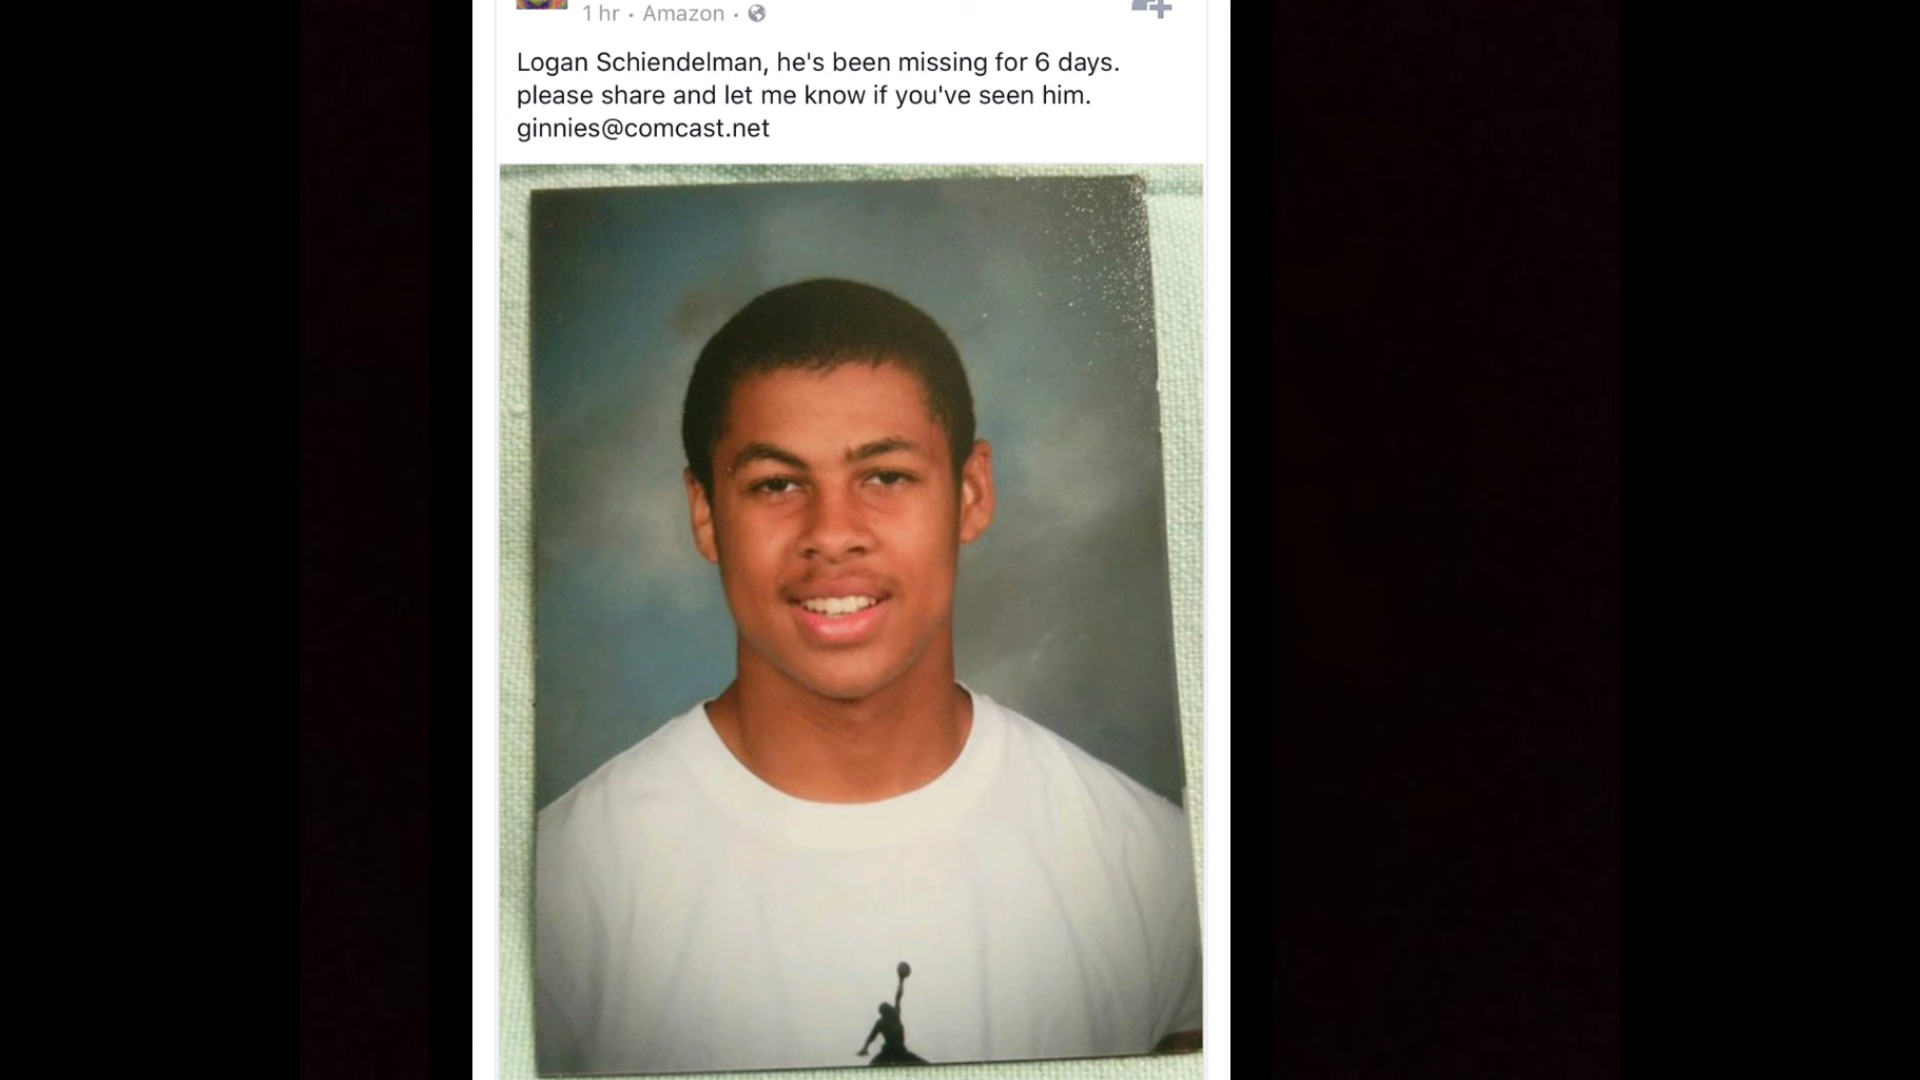 1 hr · Amazon ·
Logan Schiendelman, he's been missing for 6 days.
please share and let me know if you've seen him.
ginnies@comcast.net